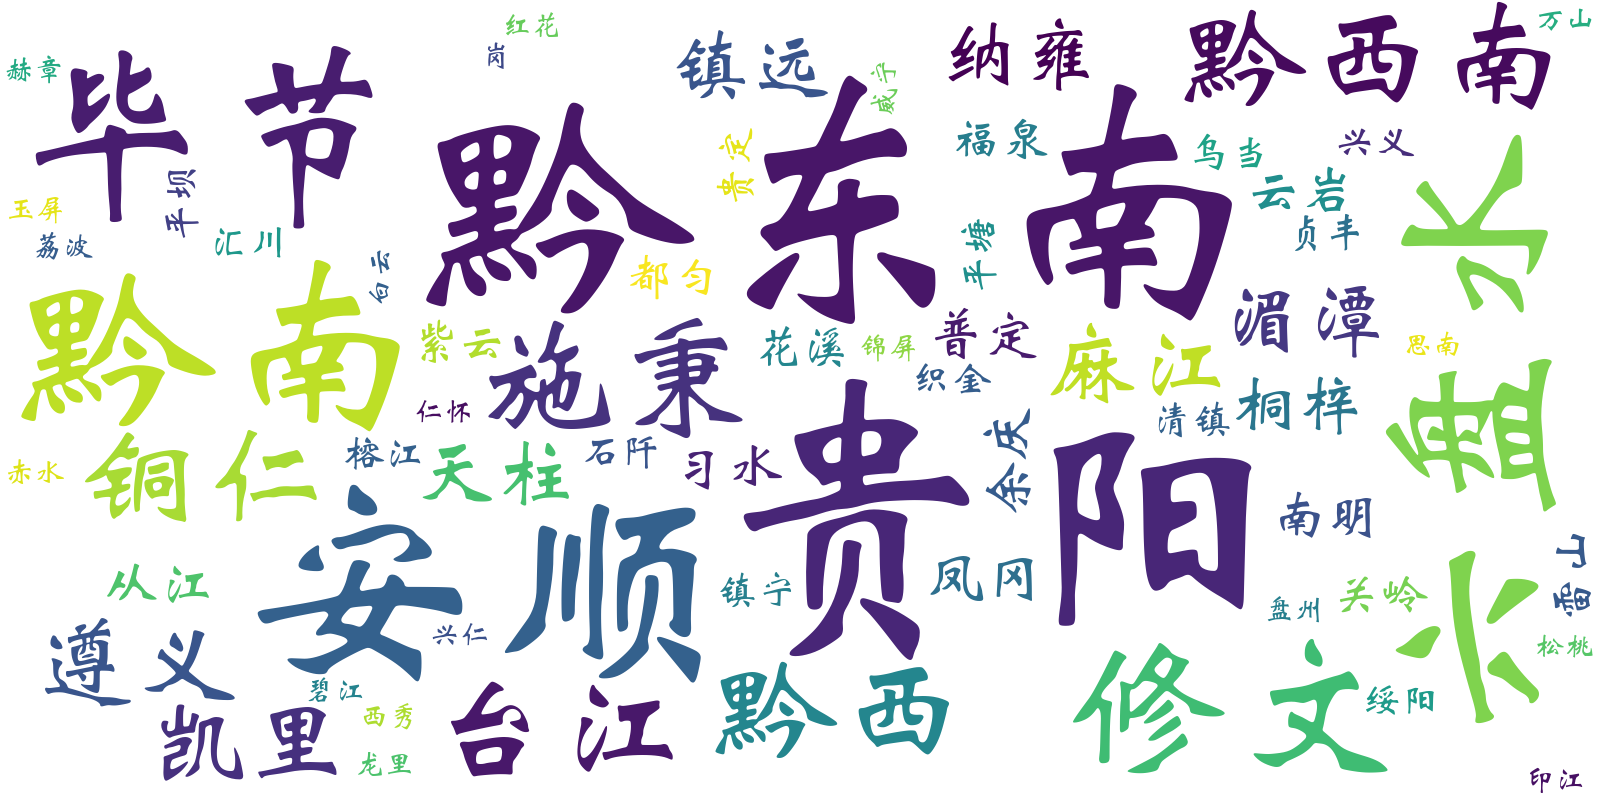 红花
岗
万山
赫章
毕节
镇远
纳雍
黔西南
威宁
黔东南
平坝
贵定
福泉
乌当
兴义
云岩
玉屏
荔波
汇川
白云
都匀
平塘
贞丰
六盘水
黔南
紫云
施秉
花溪
锦屏
普定
织金
麻江
湄潭
思南
仁怀
清镇
桐梓
铜仁
赤水
榕江
天柱
石阡
习水
余庆
贵阳
南明
安顺
从江
镇宁
凤冈
盘州
关岭
雷山
遵义
兴仁
松桃
碧江
凯里
西秀
龙里
台江
黔西
修文
绥阳
印江